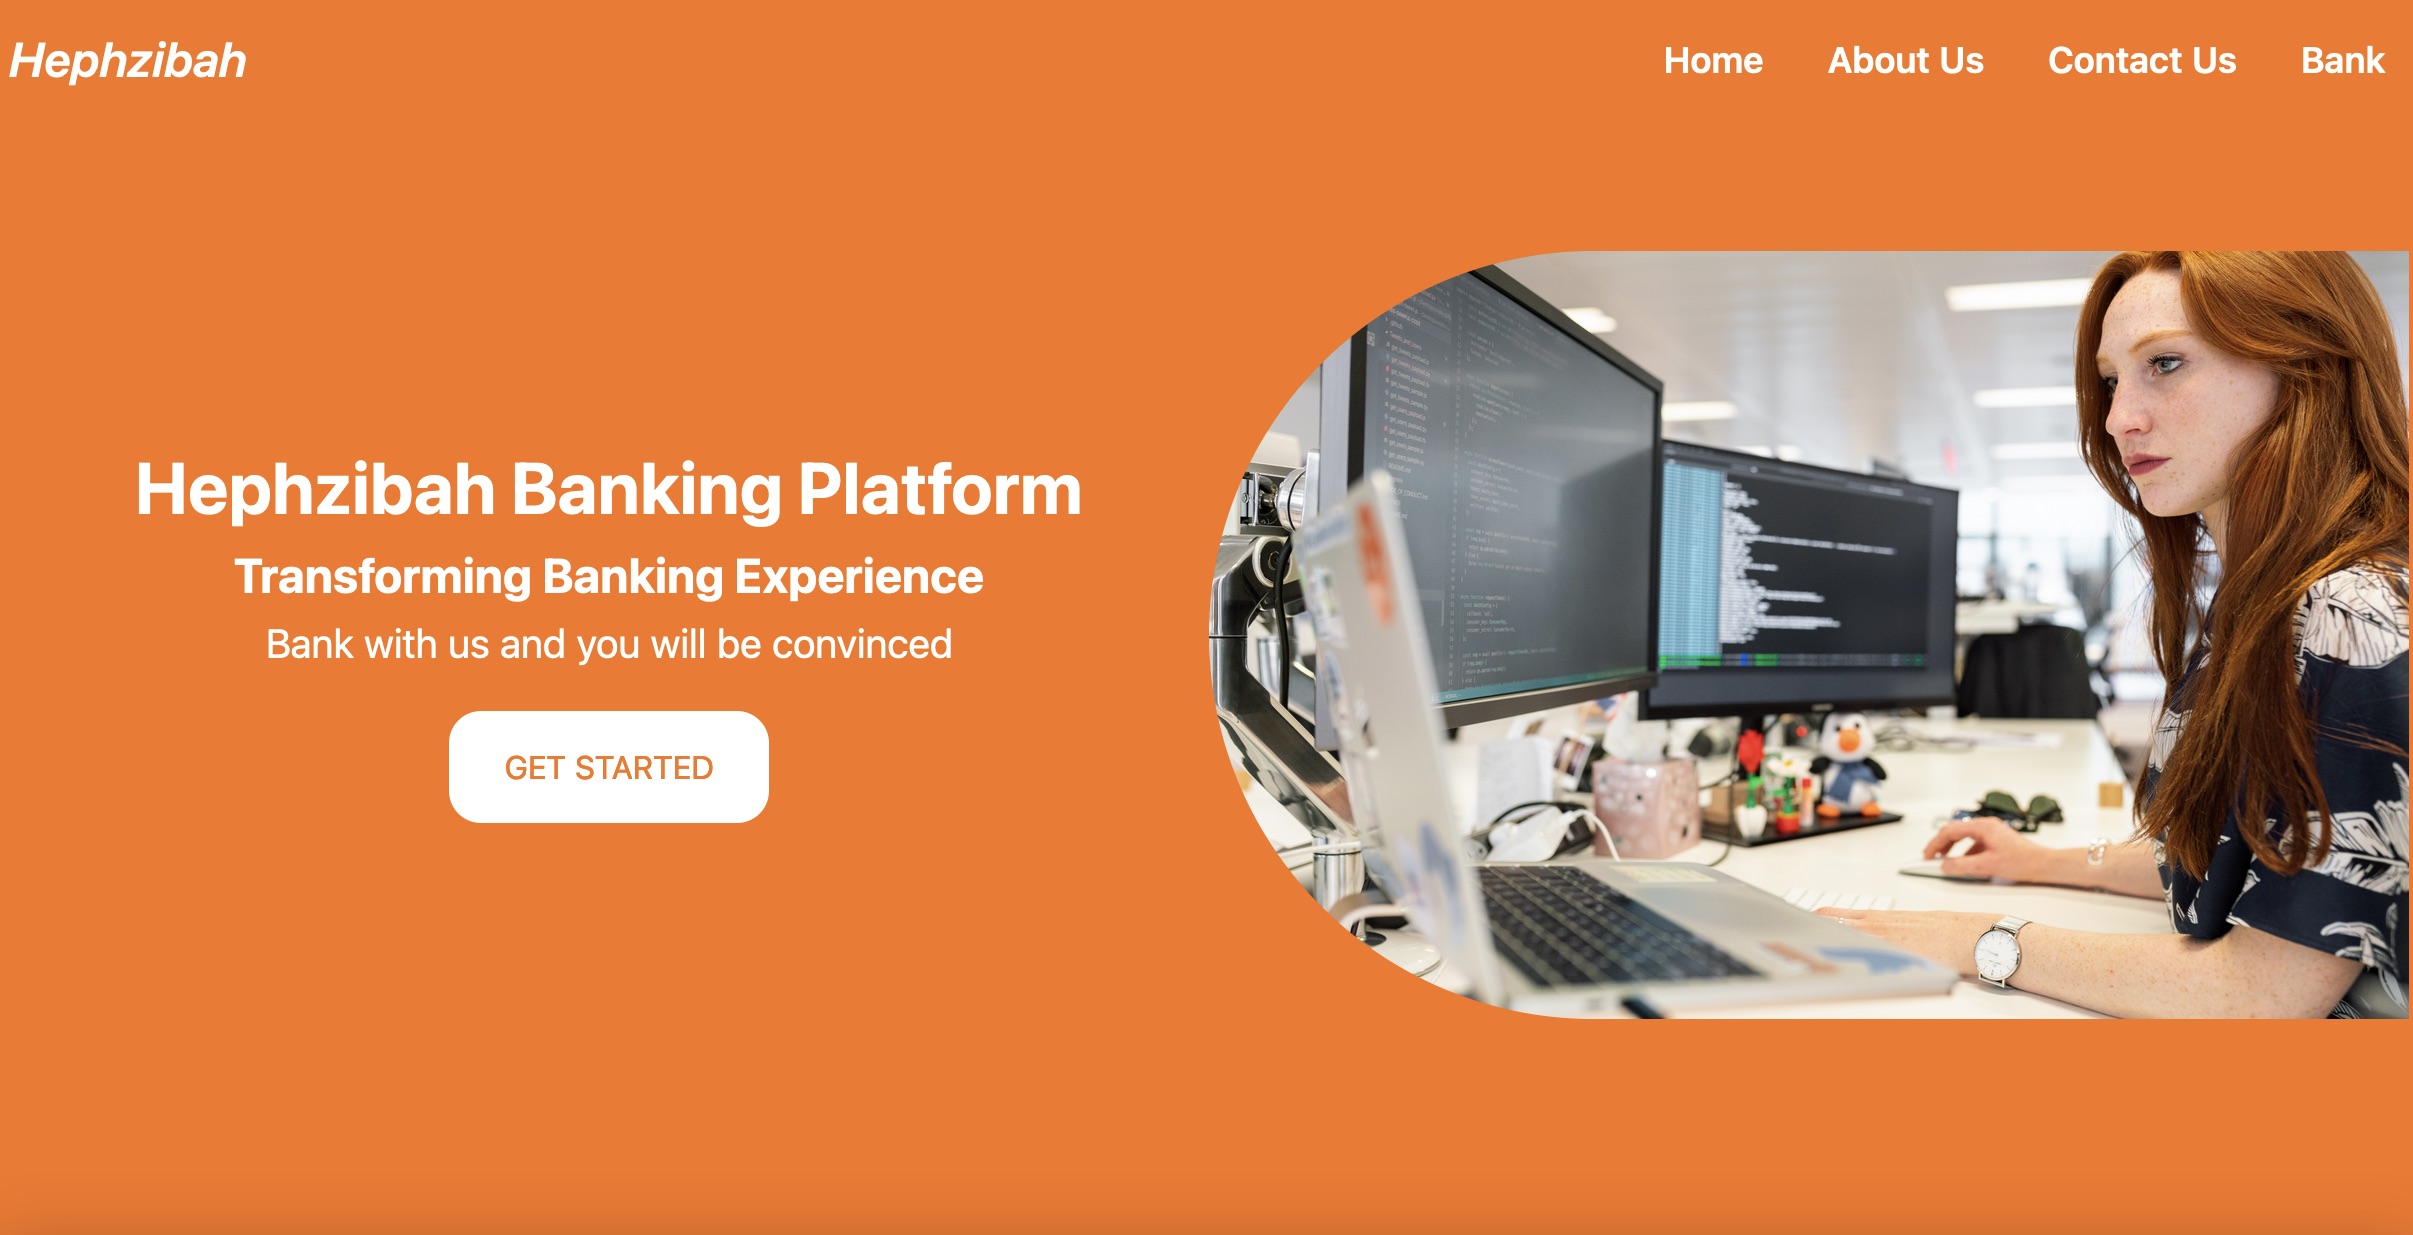 Hephzibah
Home About Us Contact Us Bank
Hephzibah Banking Platform
Transforming Banking Experience
Bank with us and you will be convinced
GET STARTED